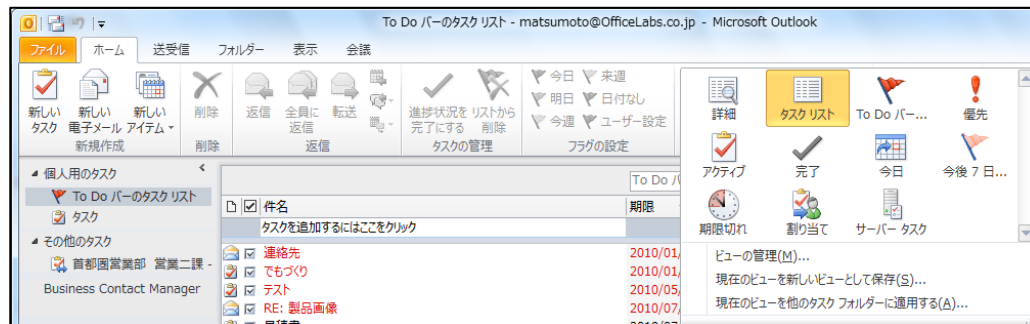 To Do バーのタスク リスト - matsumoto@OfficeLabs.co.jp - Microsoft Outlook
ファイル ホーム 送受信 フォルダー 表示 会議
新しい タスク
新しい 電子メール
新しい アイテム
削除
返信
全員に 返信
転送
進捗状況を 完了にする
リストから 削除
今日 来週
明日 日付なし
今週 ユーザー設定
新規作成 削除 返信 タスクの管理 フラグの設定
詳細 タスク リスト To Do バー... 優先
アクティブ 完了 今日 今後 7 日...
期限切れ 割り当て サーバー タスク
ビューの管理(M)...
現在のビューを新しいビューとして保存(S)...
現在のビューを他のタスク フォルダーに適用する(A)...
個人用のタスク
To Do バーのタスク リスト
タスク
その他のタスク
首都圏営業部 営業二課 -
Business Contact Manager
To Do
件名 期限
タスクを追加するにはここをクリック
連絡先 2010/01/
でもづくり 2010/01/
テスト 2010/05/
RE: 製品画像 2010/07/